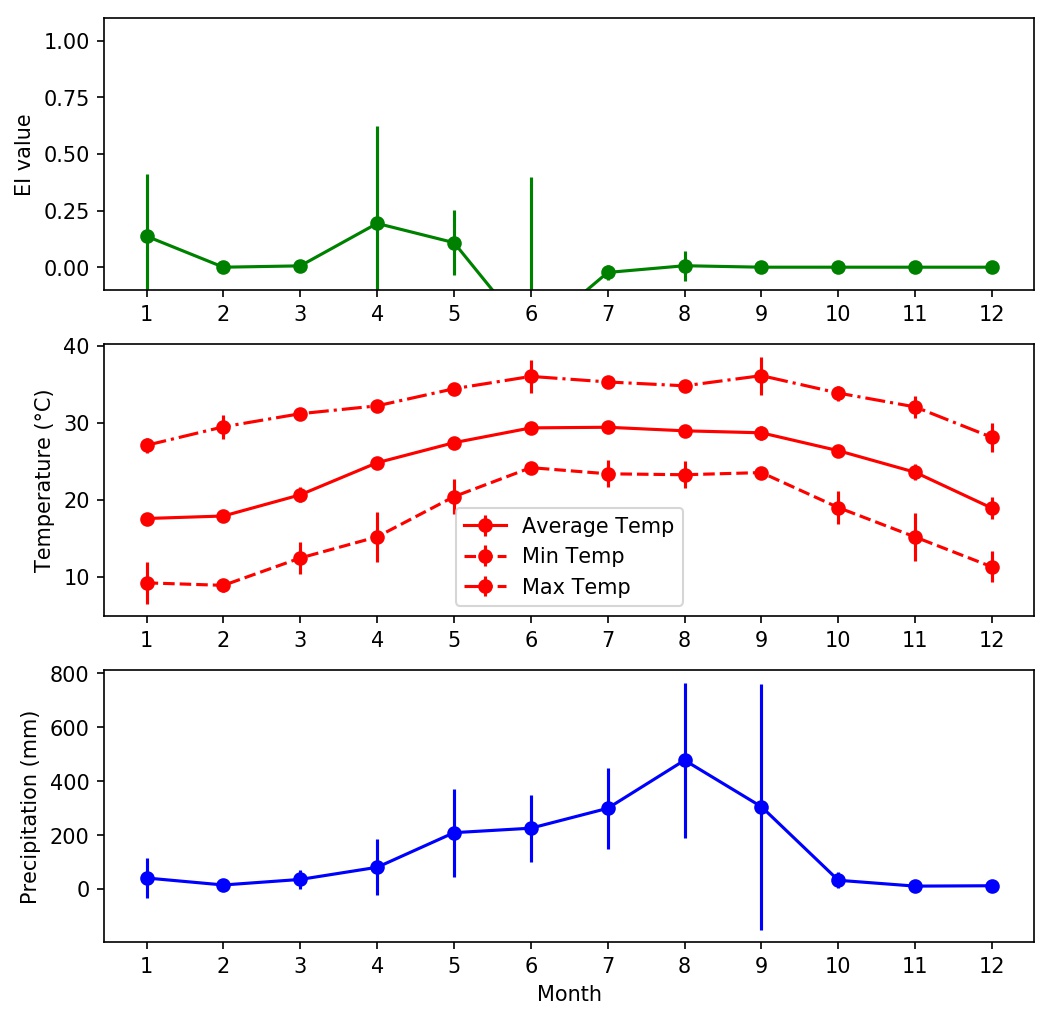 EI value
1.00
0.75
0.50
0.25
0.00
1 2 3 4 5 6 7 8 9 10 11 12
Temperature (°C)
40
30
20
10
Average Temp
Min Temp
Max Temp
1 2 3 4 5 6 7 8 9 10 11 12
Precipitation (mm)
800
600
400
200
0
1 2 3 4 5 6 7 8 9 10 11 12
Month